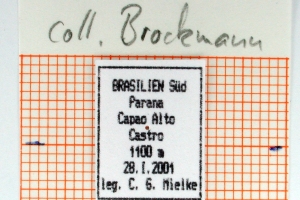 coll. Brockmann
BRASILIEN Süd
Parana
Capao Alto
Castro
1100 m
28.I.2001
leg. C. G. Mielke